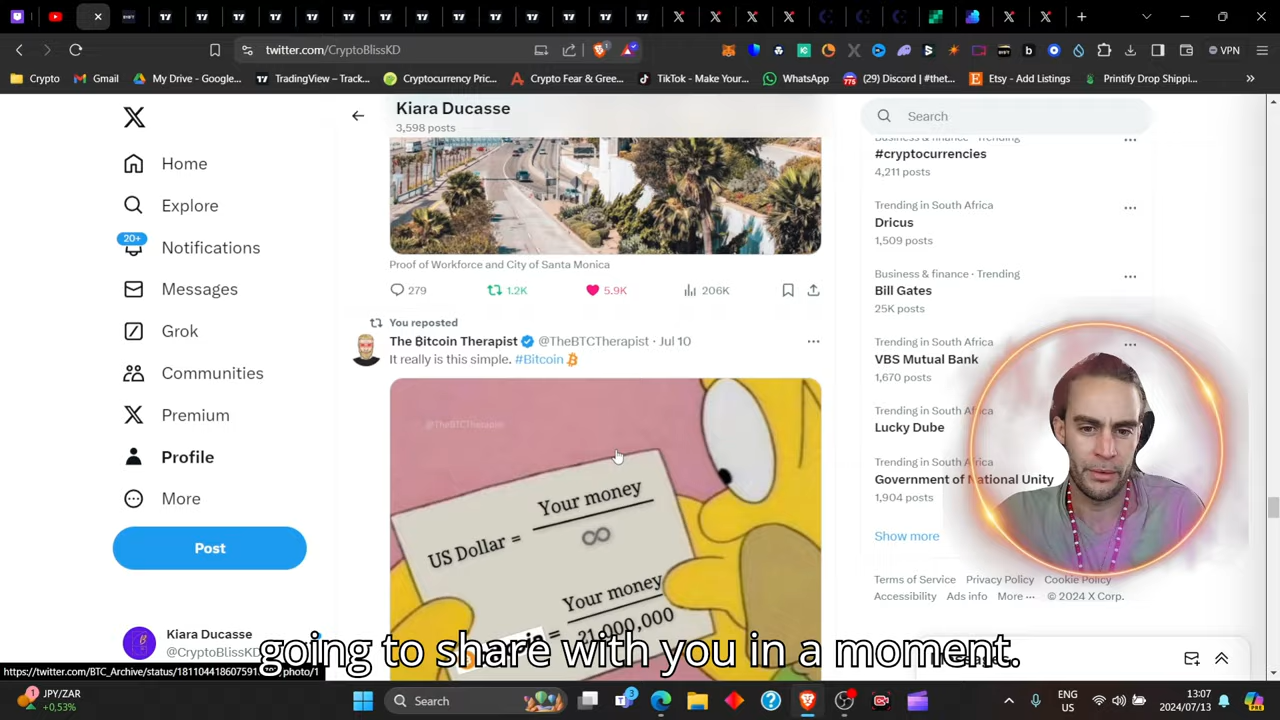 twitter.com/CryptoBlissKD
VPN
Crypto
Gmail
My Drive - Google...
TradingView – Track...
Cryptocurrency Pric...
Crypto Fear & Gree...
TikTok - Make Your...
WhatsApp
(29) Discord | #thet...
Etsy - Add Listings
Printify Drop Shippi...
Home
Explore
20+
Notifications
Messages
Grok
Communities
Premium
Profile
More
Post
Kiara Ducasse
@CryptoBlissKD
Kiara Ducasse
3,598 posts
Proof of Workforce and City of Santa Monica
279
1.2K
5.9K
206K
You reposted
The Bitcoin Therapist @TheBTCTherapist · Jul 10
It really is this simple. #Bitcoin
@TheBTCTherapist
US Dollar = Your money
∞
Your money
= 21,000,000
Search
Business & finance · Trending
#cryptocurrencies
4,211 posts
Trending in South Africa
Dricus
1,509 posts
Business & finance · Trending
Bill Gates
25K posts
Trending in South Africa
VBS Mutual Bank
1,670 posts
Trending in South Af
Lucky Dube
Trending in South Africa
Government of National Unity
1,904 posts
Show more
Terms of Service Privacy Policy Cookie Policy
Accessibility Ads info More ··· © 2024 X Corp.
going to share with you in a moment.
JPY/ZAR
+0,53%
Search
3
ENG
US
13:07
2024/07/13